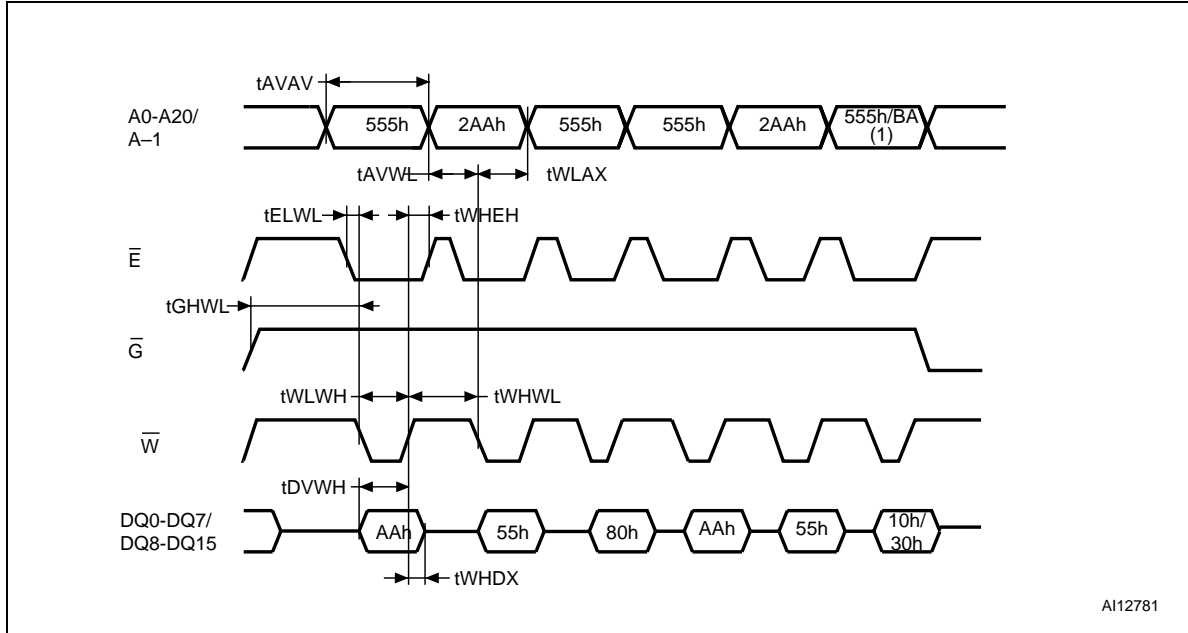 tAVAV
A0-A20/
A–1
555h
2AAh
555h
555h
2AAh
555h/BA
(1)
tAVWL
tWLAX
tELWL
tWHEH
E
tGHWL
G
tWLWH
tWHWL
W
tDVWH
DQ0-DQ7/
DQ8-DQ15
AAh
55h
80h
AAh
55h
10h/
30h
tWHDX
AI12781